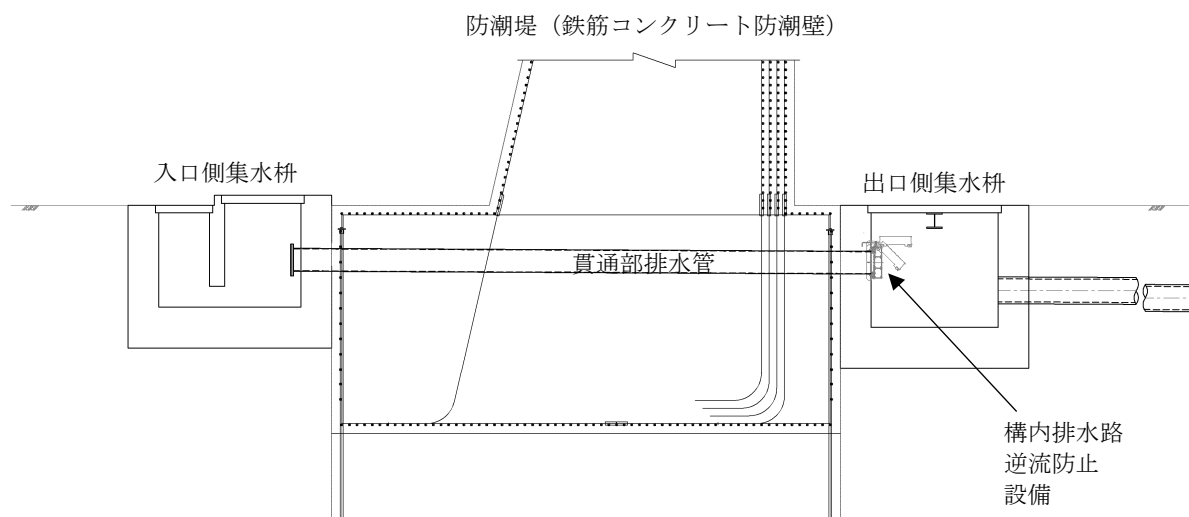 防潮堤（鉄筋コンクリート防潮壁）
入口側集水枡
出口側集水枡
貫通部排水管
構内排水路
逆流防止
設備